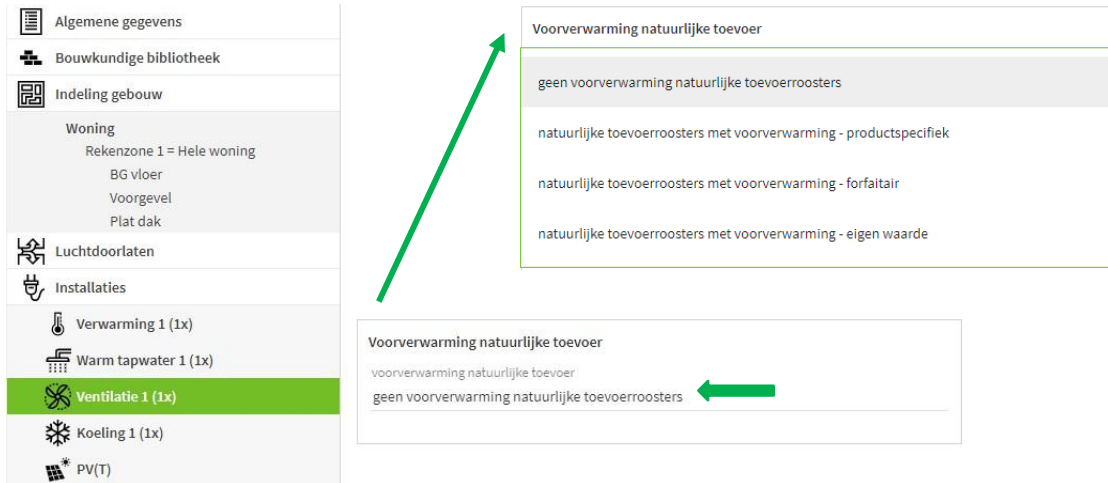 Algemene gegevens
Bouwkundige bibliotheek
Indeling gebouw
Woning
Rekenzone 1 = Hele woning
BG vloer
Voorgevel
Plat dak
Luchtdoorlaten
Installaties
Verwarming 1 (1x)
Warm tapwater 1 (1x)
Ventilatie 1 (1x)
Koeling 1 (1x)
PV(T)
Voorverwarming natuurlijke toevoer
geen voorverwarming natuurlijke toevoerroosters
natuurlijke toevoerroosters met voorverwarming - productspecifiek
natuurlijke toevoerroosters met voorverwarming - forfaitair
natuurlijke toevoerroosters met voorverwarming - eigen waarde
Voorverwarming natuurlijke toevoer
voorverwarming natuurlijke toevoer
geen voorverwarming natuurlijke toevoerroosters